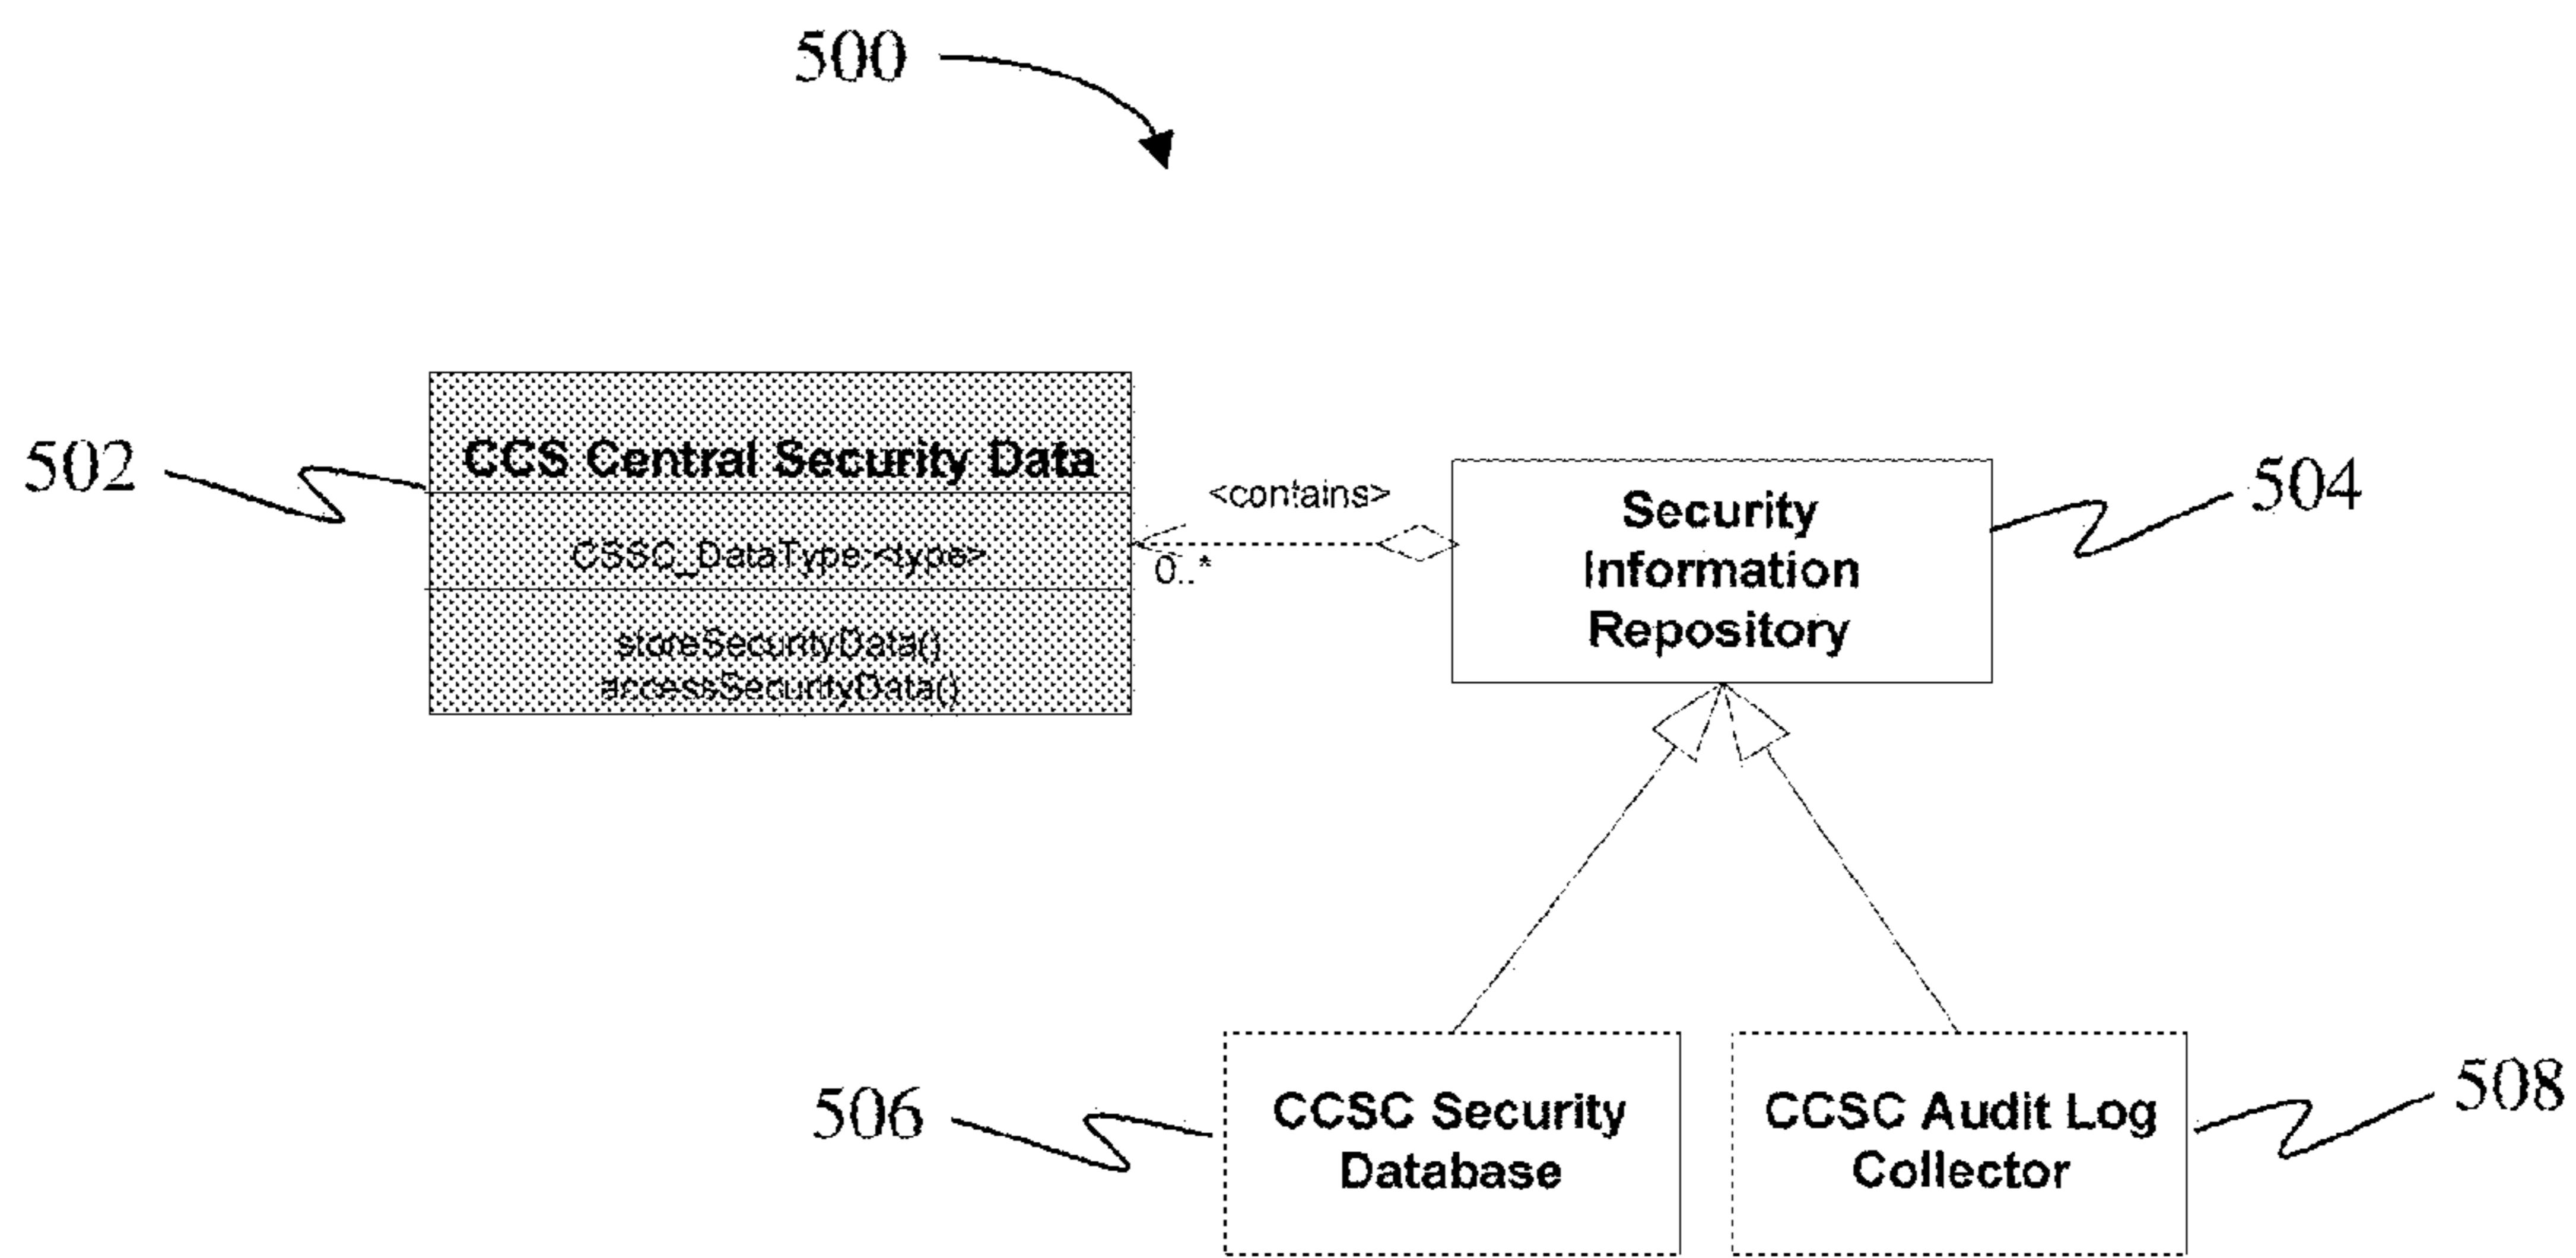 500
502
CCS Central Security Data
CSSC_DataType:<type>
storeSecurityData()
accessSecurityData()
<contains>
0..*
Security
Information
Repository
504
506
CCSC Security
Database
CCSC Audit Log
Collector
508